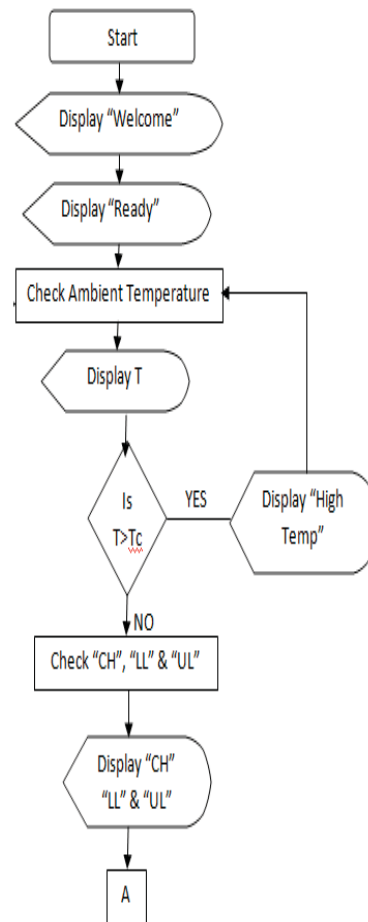 Start
Display “Welcome”
Display “Ready”
Check Ambient Temperature
Display T
Is
T>Tc
YES
Display “High
Temp”
NO
Check “CH”, “LL” & “UL”
Display “CH”
“LL” & “UL”
A